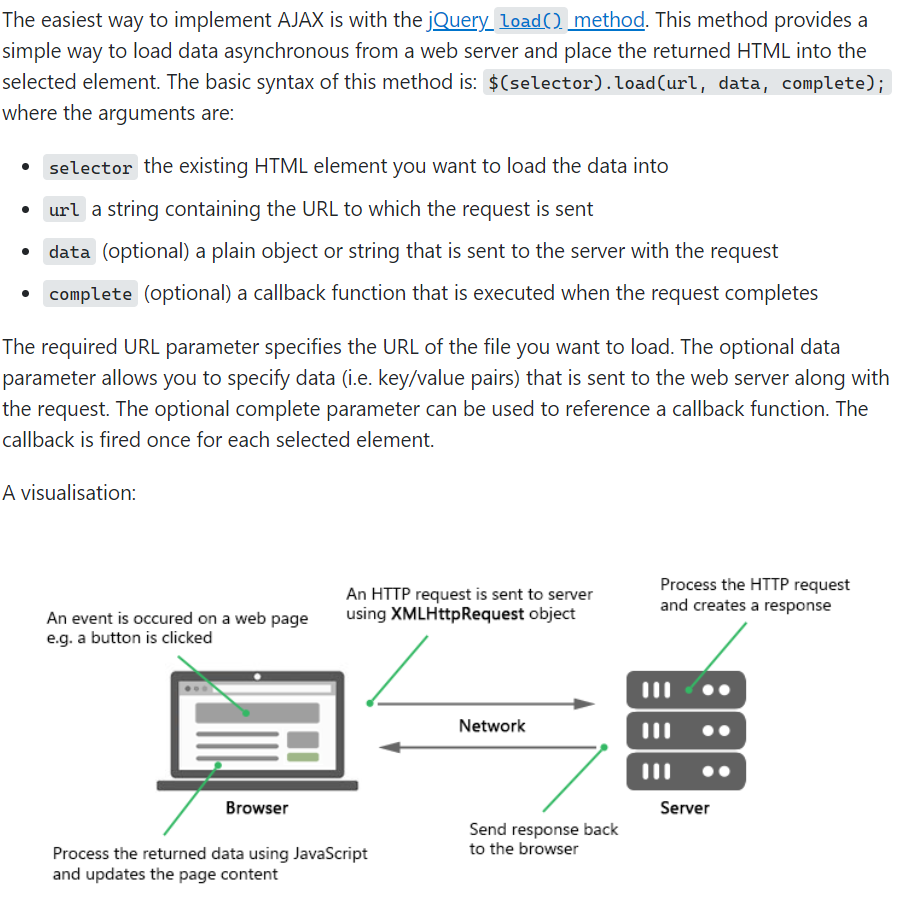 The easiest way to implement AJAX is with the jQuery load() method. This method provides a
simple way to load data asynchronous from a web server and place the returned HTML into the
selected element. The basic syntax of this method is: $(selector).load(url, data, complete);
where the arguments are:
• selector the existing HTML element you want to load the data into
• url a string containing the URL to which the request is sent
• data (optional) a plain object or string that is sent to the server with the request
• complete (optional) a callback function that is executed when the request completes
The required URL parameter specifies the URL of the file you want to load. The optional data
parameter allows you to specify data (i.e. key/value pairs) that is sent to the web server along with
the request. The optional complete parameter can be used to reference a callback function. The
callback is fired once for each selected element.
A visualisation:
An event is occured on a web page
e.g. a button is clicked
An HTTP request is sent to server
using XMLHttpRequest object
Process the HTTP request
and creates a response
Network
Browser
Server
Send response back
to the browser
Process the returned data using JavaScript
and updates the page content